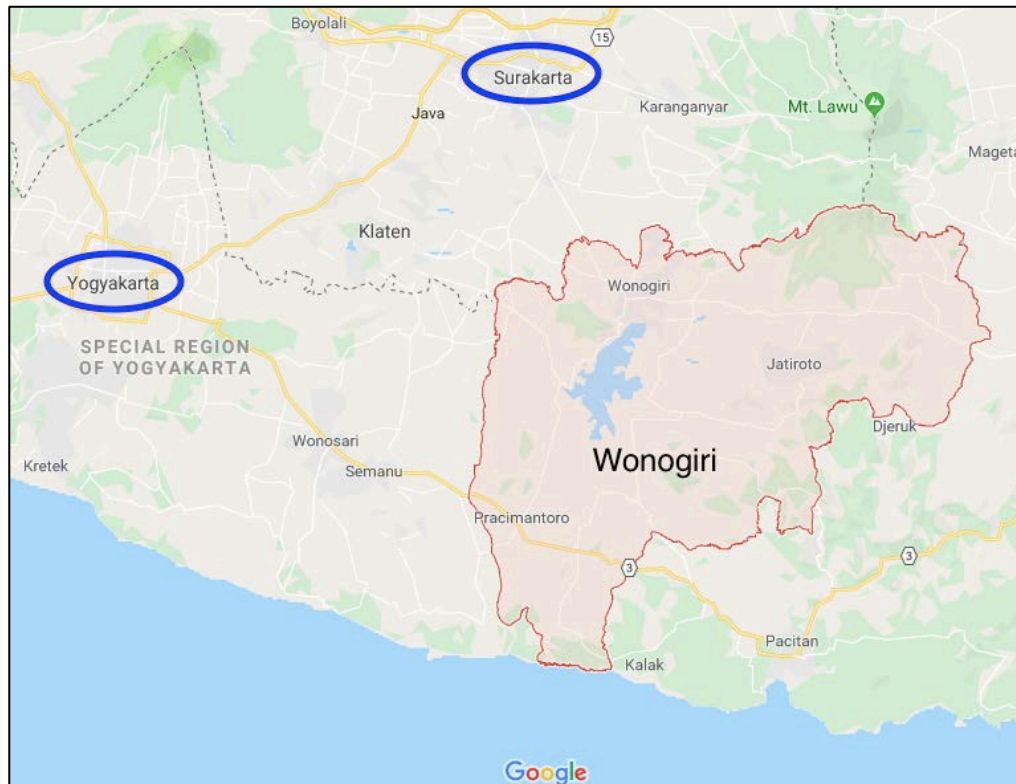 Boyolali
15
Surakarta
Karanganyar
Mt. Lawu
Java
Mageta
Klaten
Yogyakarta
Wonogiri
SPECIAL REGION
OF YOGYAKARTA
Jatiroto
Djeruk
Wonosari
Kretek
Semanu
Wonogiri
Pracimantoro
3
3
Pacitan
Kalak
Google